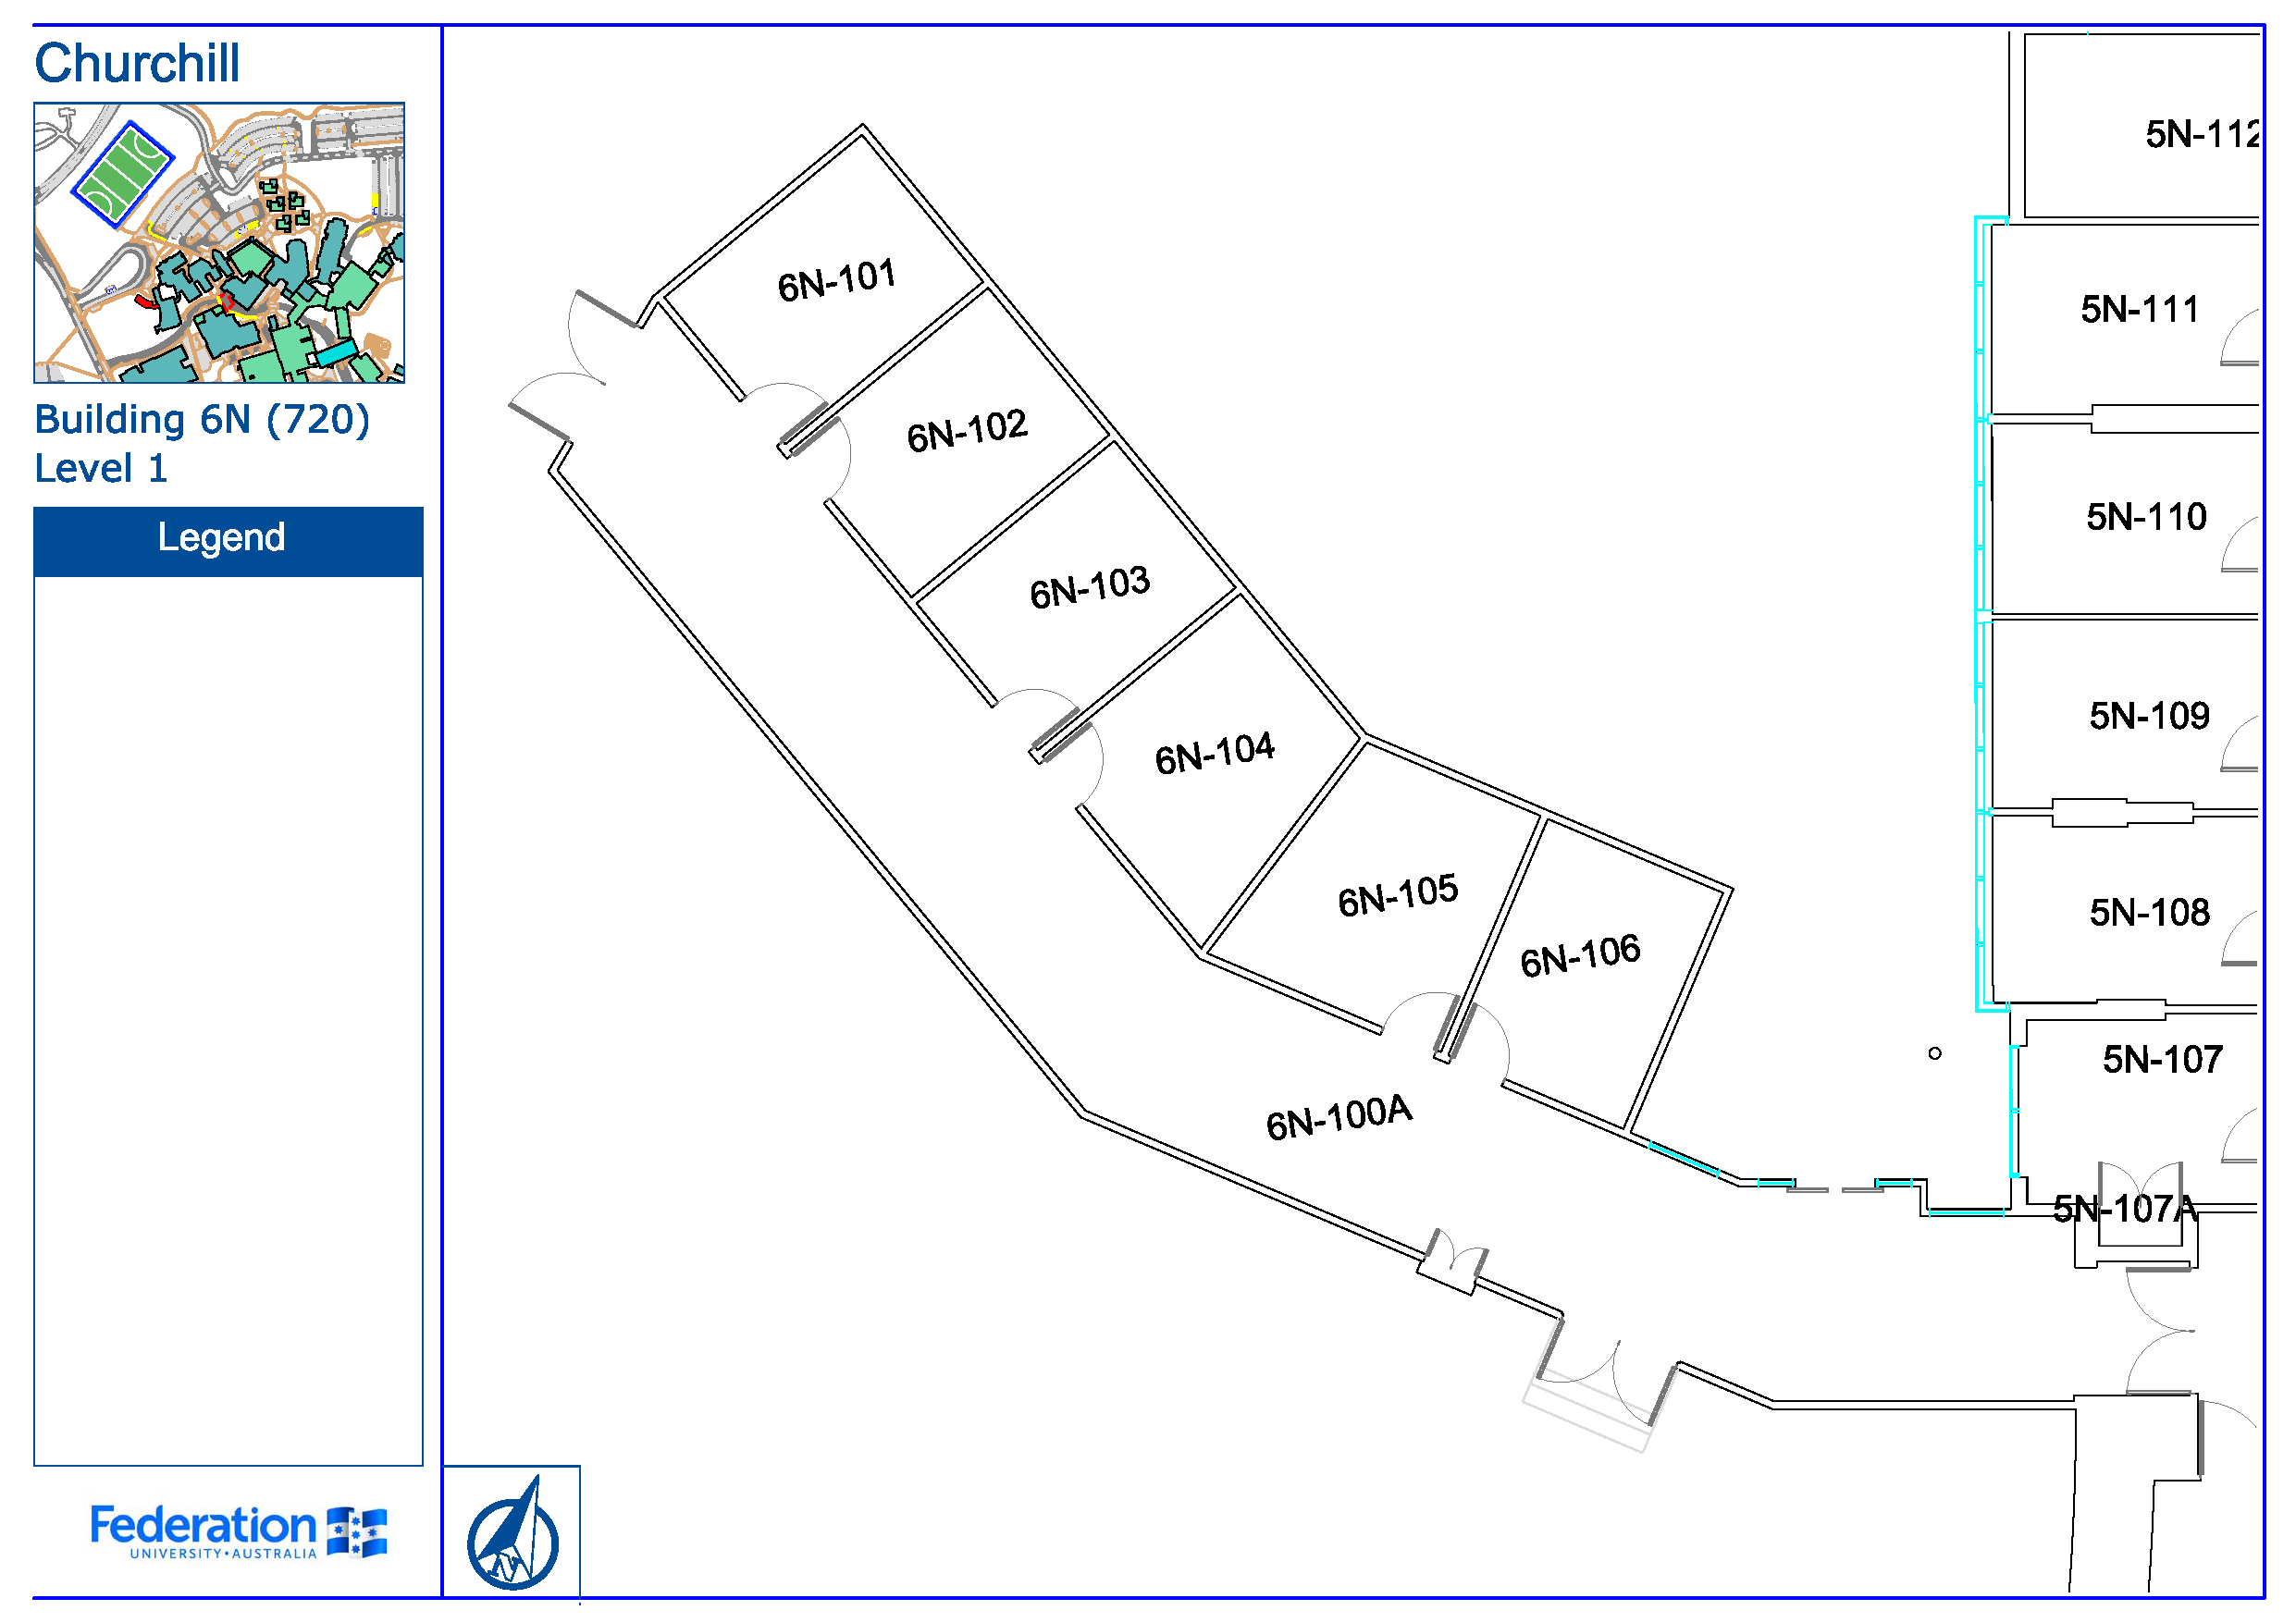 Churchill
Building 6N (720)
Level 1
Legend
6N-101
6N-102
6N-103
6N-104
6N-105
6N-106
6N-100A
5N-112
5N-111
5N-110
5N-109
5N-108
5N-107
5N-107A
N
Federation
UNIVERSITY • AUSTRALIA